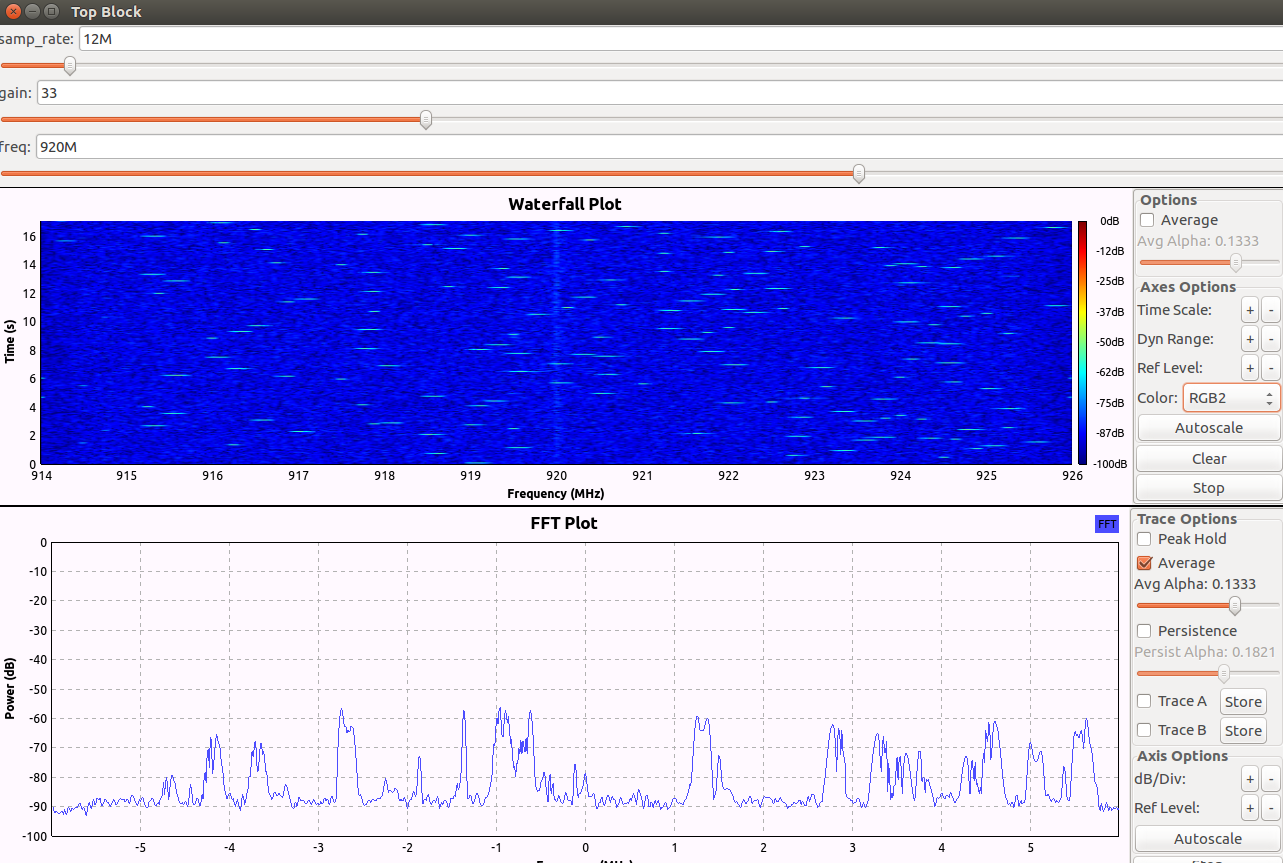 Top Block
samp_rate: 12M
gain: 33
freq: 920M
Waterfall Plot
Options
Average
Avg Alpha: 0.1333
Axes Options
Time Scale: + -
Dyn Range: + -
Ref Level: + -
Color: RGB2
Autoscale
Clear
Stop
0dB
-12dB
-25dB
-37dB
-50dB
-62dB
-75dB
-87dB
-100dB
Time (s)
16
14
12
10
8
6
4
2
0
914 915 916 917 918 919 920 921 922 923 924 925 926
Frequency (MHz)
FFT Plot
FFT
Trace Options
Peak Hold
Average
Avg Alpha: 0.1333
Persistence
Persist Alpha: 0.1821
Trace A Store
Trace B Store
Axis Options
dB/Div: + -
Ref Level: + -
Autoscale
Power (dB)
0
-10
-20
-30
-40
-50
-60
-70
-80
-90
-100
-5 -4 -3 -2 -1 0 1 2 3 4 5